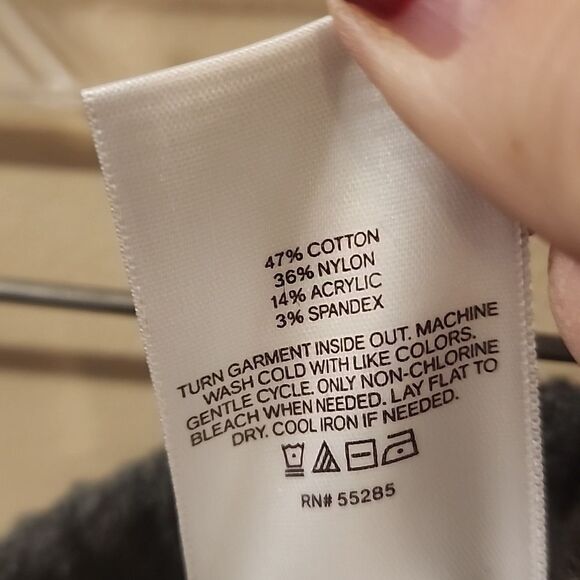 47% COTTON
36% NYLON
14% ACRYLIC
3% SPANDEX
TURN GARMENT INSIDE OUT. MACHINE
WASH COLD WITH LIKE COLORS.
GENTLE CYCLE. ONLY NON-CHLORINE
BLEACH WHEN NEEDED. LAY FLAT TO
DRY. COOL IRON IF NEEDED.
RN# 55285